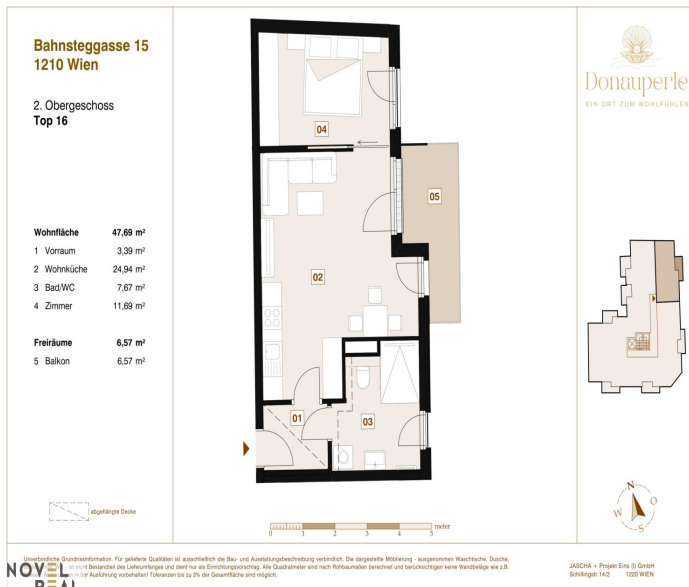 Bahnsteggasse 15
1210 Wien
2. Obergeschoss
Top 16
Wohnfläche 47,69 m²
1 Vorraum 3,39 m²
2 Wohnküche 24,94 m²
3 Bad/WC 7,67 m²
4 Zimmer 11,69 m²
Freiräume 6,57 m²
5 Balkon 6,57 m²
abgehängte Decke
04
05
02
01
03
0 1 2 3 4 5 meter
Donauperle
EIN ORT ZUM WOHLFÜHLEN
N
W O
S
Unverbindliche Grundrissinformation. Für gelieferte Qualitäten ist ausschließlich die Bau- und Ausstattungsbeschreibung verbindlich. Die dargestellte Möblierung - ausgenommen Waschtische, Dusche,
nicht Bestandteil des Lieferumfanges und dient nur als Einrichtungsvorschlag. Alle Quadratmeter sind nach Rohbaumaßen berechnet und berücksichtigen keine Wandbeläge wie z.B.
in der Ausführung vorbehalten! Toleranzen bis zu 3% der Gesamtfläche sind möglich.
JASCHA + Projekt Eins (I) GmbH
Schillingstr.14/2 1220 WIEN
NOVEL
REAL